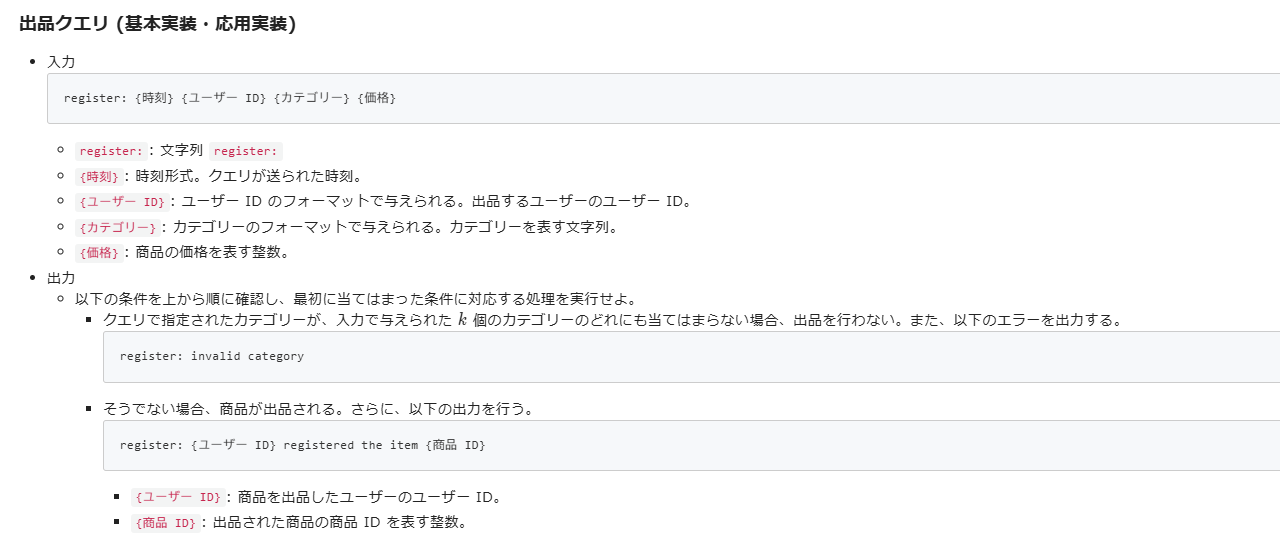 出品クエリ (基本実装・応用実装)
入力
register: {時刻} {ユーザー ID} {カテゴリー} {価格}
register: : 文字列 register:
{時刻} : 時刻形式。クエリが送られた時刻。
{ユーザー ID} : ユーザー ID のフォーマットで与えられる。出品するユーザーのユーザー ID。
{カテゴリー} : カテゴリーのフォーマットで与えられる。カテゴリーを表す文字列。
{価格} : 商品の価格を表す整数。
出力
以下の条件を上から順に確認し、最初に当てはまった条件に対応する処理を実行せよ。
クエリで指定されたカテゴリーが、入力で与えられた k 個のカテゴリーのどれにも当てはまらない場合、出品を行わない。また、以下のエラーを出力する。
register: invalid category
そうでない場合、商品が出品される。さらに、以下の出力を行う。
register: {ユーザー ID} registered the item {商品 ID}
{ユーザー ID} : 商品を出品したユーザーのユーザー ID。
{商品 ID} : 出品された商品の商品 ID を表す整数。